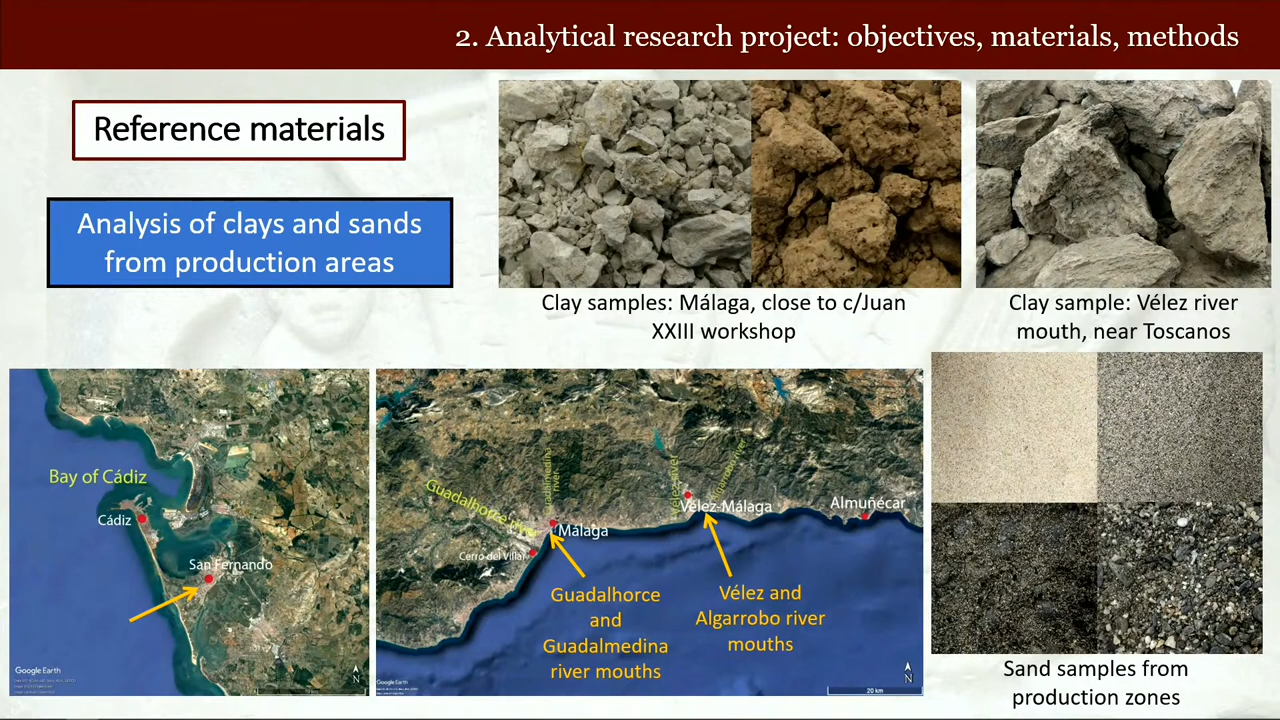 2. Analytical research project: objectives, materials, methods
Reference materials
Analysis of clays and sands
from production areas
Clay samples: Málaga, close to c/Juan
XXIII workshop
Clay sample: Vélez river
mouth, near Toscanos
Bay of Cádiz
Cádiz
San Fernando
Google Earth
N
Guadalhorce river
Guadalmedina
river
Vélez river
Algarrobo river
Vélez-Málaga
Almuñécar
Málaga
Cerro del Villar
Guadalhorce
and
Guadalmedina
river mouths
Vélez and
Algarrobo river
mouths
Google Earth
N
20 km
Sand samples from
production zones